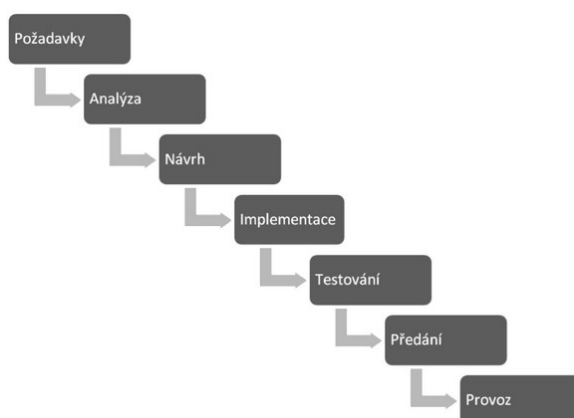 Požadavky
Analýza
Návrh
Implementace
Testování
Předání
Provoz